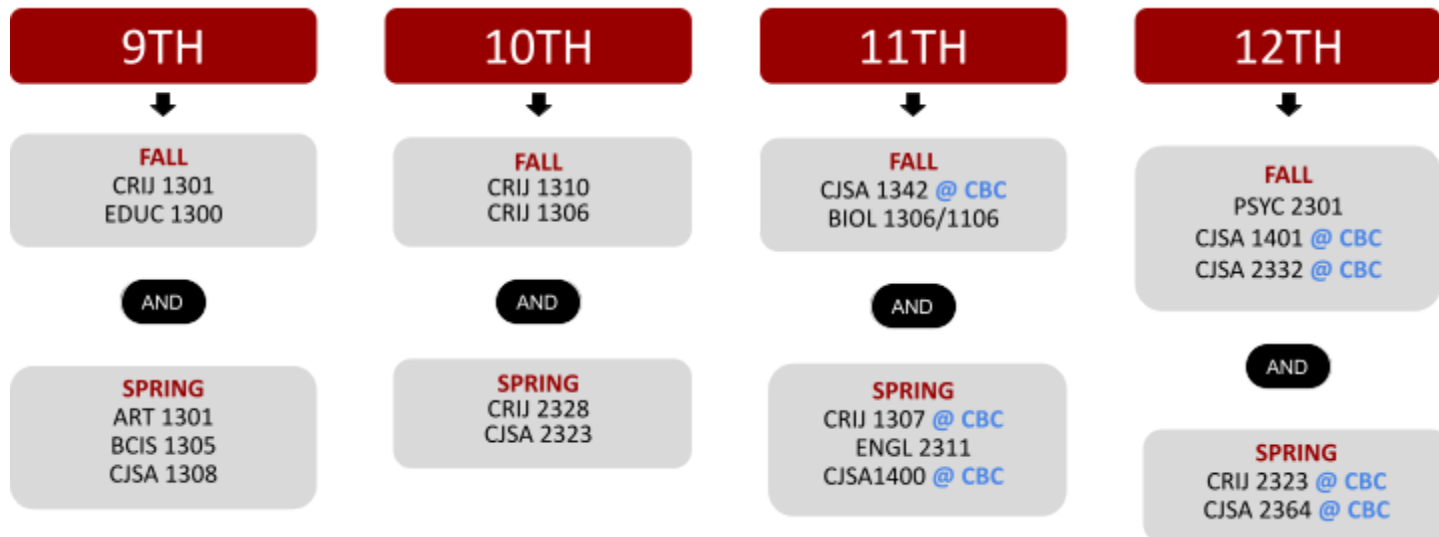 9TH
FALL
CRIJ 1301
EDUC 1300
AND
SPRING
ART 1301
BCIS 1305
CJSA 1308
10TH
FALL
CRIJ 1310
CRIJ 1306
AND
SPRING
CRIJ 2328
CJSA 2323
11TH
FALL
CJSA 1342 @ CBC
BIOL 1306/1106
AND
SPRING
CRIJ 1307 @ CBC
ENGL 2311
CJSA1400 @ CBC
12TH
FALL
PSYC 2301
CJSA 1401 @ CBC
CJSA 2332 @ CBC
AND
SPRING
CRIJ 2323 @ CBC
CJSA 2364 @ CBC